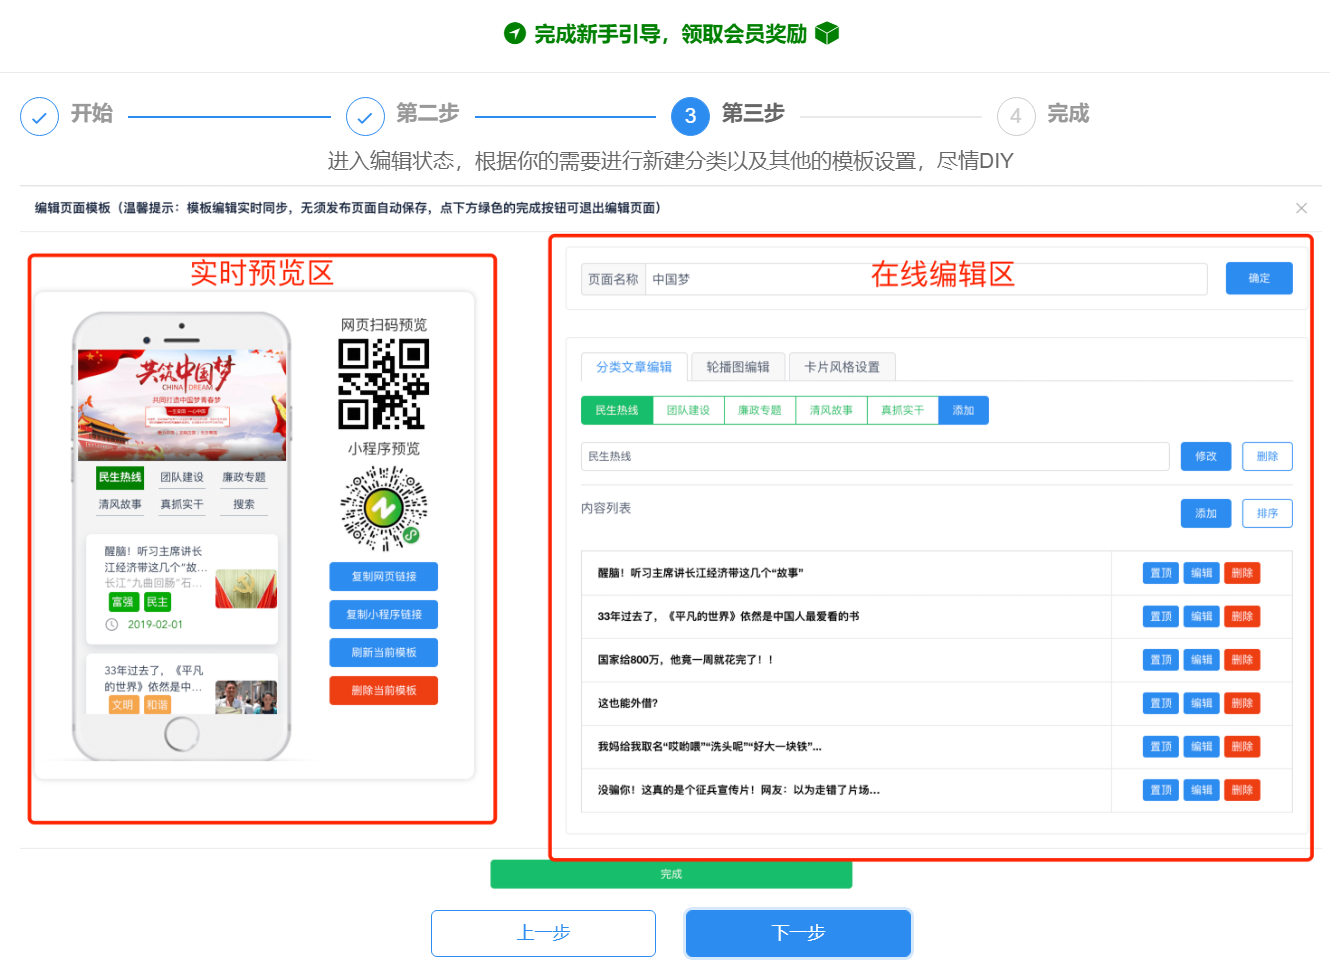 完成新手引导，领取会员奖励
开始
第二步
3 第三步
4 完成
进入编辑状态，根据你的需要进行新建分类以及其他的模板设置，尽情DIY
编辑页面模板（温馨提示：模板编辑实时同步，无须发布页面自动保存，点下方绿色的完成按钮可退出编辑页面）
实时预览区
共筑中国梦
CHINA DREAM
共同打造中国梦青春梦
民生热线 团队建设 廉政专题
清风故事 真抓实干 搜索
醒脑！听习主席讲长
江经济带这几个“故...
长江“九曲回肠”石...
富强 民主
2019-02-01
33年过去了，《平凡
的世界》依然是中...
文明 和谐
网页扫码预览
小程序预览
复制网页链接
复制小程序链接
刷新当前模板
删除当前模板
在线编辑区
页面名称 中国梦 确定
分类文章编辑 轮播图编辑 卡片风格设置
民生热线 团队建设 廉政专题 清风故事 真抓实干 添加
民生热线 修改 删除
内容列表 添加 排序
醒脑！听习主席讲长江经济带这几个“故事” 置顶 编辑 删除
33年过去了，《平凡的世界》依然是中国人最爱看的书 置顶 编辑 删除
国家给800万，他竟一周就花完了！！ 置顶 编辑 删除
这也能外借？ 置顶 编辑 删除
我妈给我取名“哎哟喂”“洗头呢”“好大一块铁”... 置顶 编辑 删除
没骗你！这真的是个征兵宣传片！网友：以为走错了片场... 置顶 编辑 删除
完成
上一步 下一步